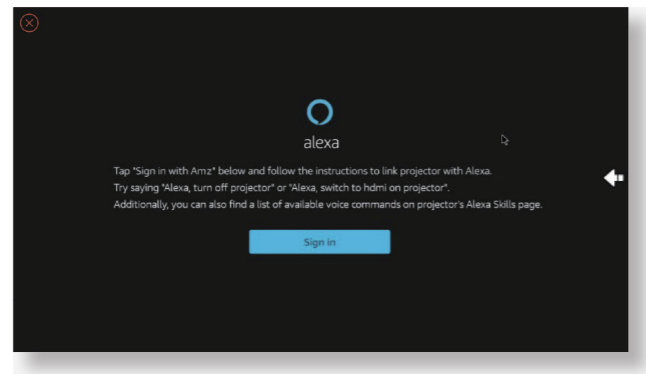 alexa
Tap "Sign in with Amz" below and follow the instructions to link projector with Alexa.
Try saying "Alexa, turn off projector" or "Alexa, switch to hdmi on projector".
Additionally, you can also find a list of available voice commands on projector's Alexa Skills page.
Sign in